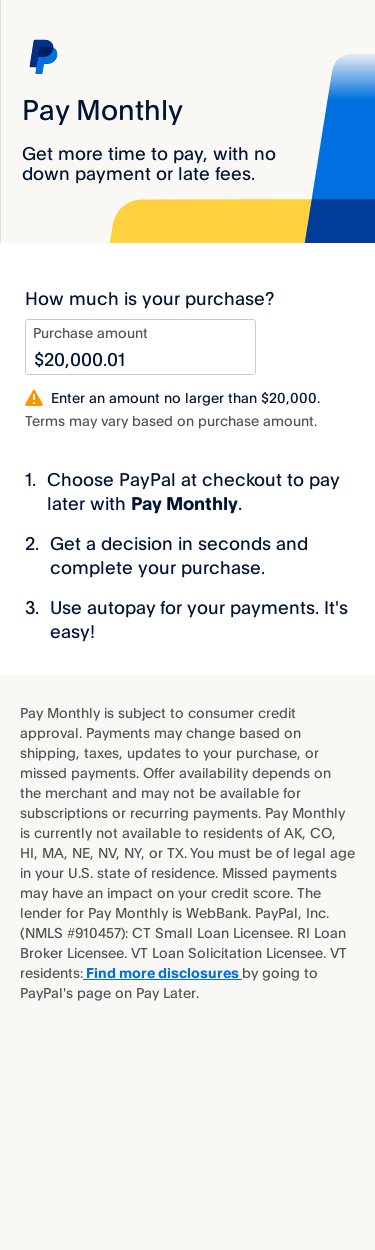 Pay Monthly
Get more time to pay, with no
down payment or late fees.
How much is your purchase?
Purchase amount
$20,000.01
Enter an amount no larger than $20,000.
Terms may vary based on purchase amount.
1. Choose PayPal at checkout to pay
later with Pay Monthly.
2. Get a decision in seconds and
complete your purchase.
3. Use autopay for your payments. It's
easy!
Pay Monthly is subject to consumer credit
approval. Payments may change based on
shipping, taxes, updates to your purchase, or
missed payments. Offer availability depends on
the merchant and may not be available for
subscriptions or recurring payments. Pay Monthly
is currently not available to residents of AK, CO,
HI, MA, NE, NV, NY, or TX. You must be of legal age
in your U.S. state of residence. Missed payments
may have an impact on your credit score. The
lender for Pay Monthly is WebBank. PayPal, Inc.
(NMLS #910457): CT Small Loan Licensee. RI Loan
Broker Licensee. VT Loan Solicitation Licensee. VT
residents: Find more disclosures by going to
PayPal's page on Pay Later.